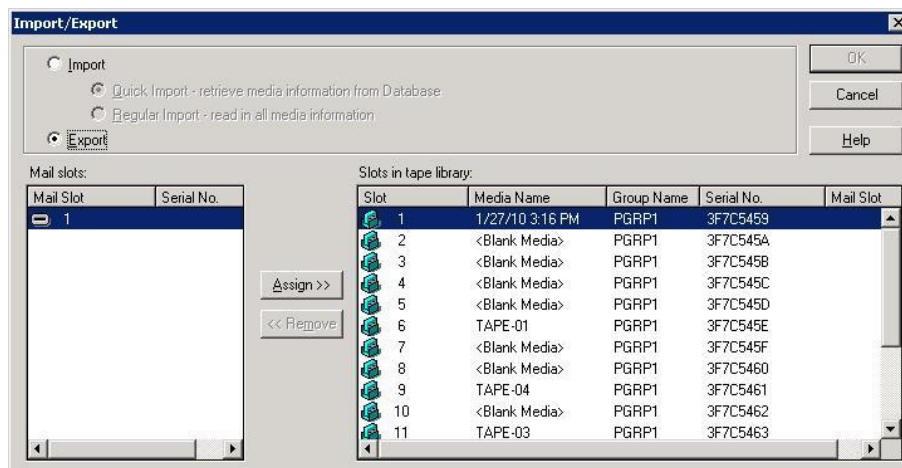 Import/Export
Import
Quick Import - retrieve media information from Database
Regular Import - read in all media information
Export
OK
Cancel
Help
Mail slots:
Mail Slot Serial No.
1
Assign >>
<< Remove
Slots in tape library:
Slot Media Name Group Name Serial No. Mail Slot
1 1/27/10 3:16 PM PGRP1 3F7C5459
2 <Blank Media> PGRP1 3F7C545A
3 <Blank Media> PGRP1 3F7C545B
4 <Blank Media> PGRP1 3F7C545C
5 <Blank Media> PGRP1 3F7C545D
6 TAPE-01 PGRP1 3F7C545E
7 <Blank Media> PGRP1 3F7C545F
8 <Blank Media> PGRP1 3F7C5460
9 TAPE-04 PGRP1 3F7C5461
10 <Blank Media> PGRP1 3F7C5462
11 TAPE-03 PGRP1 3F7C5463